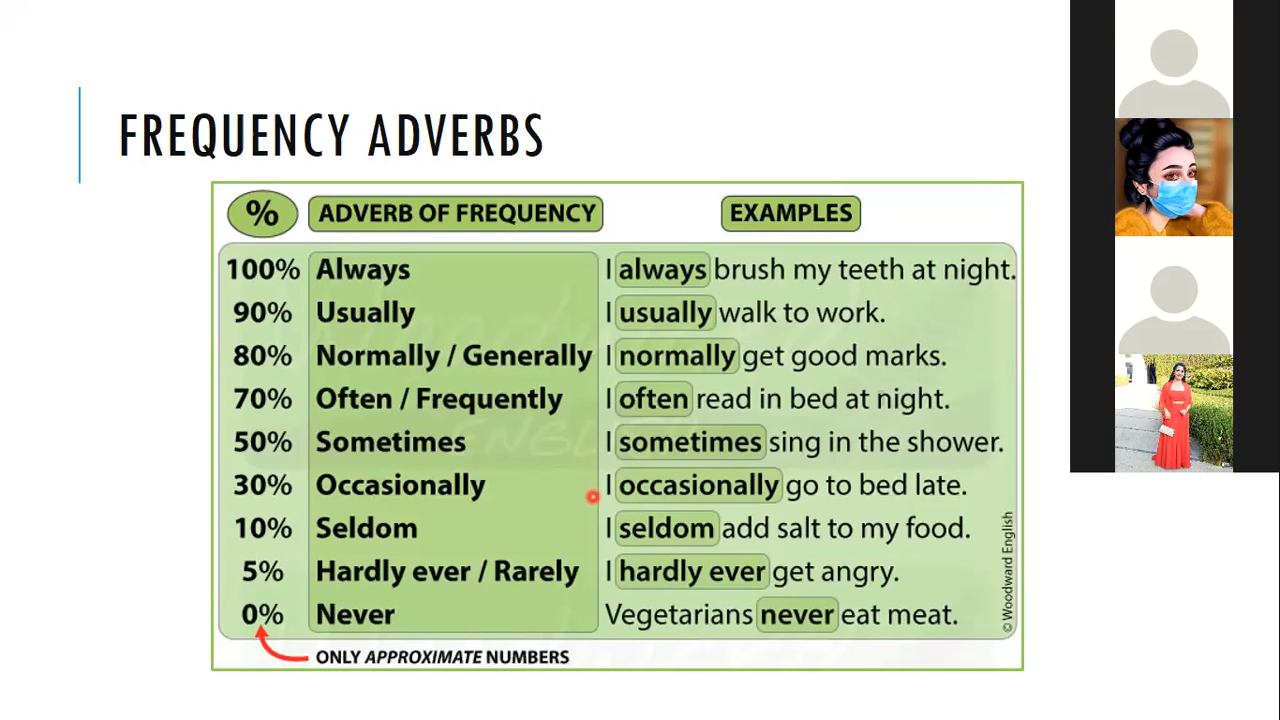 FREQUENCY ADVERBS
% ADVERB OF FREQUENCY EXAMPLES
100% Always I always brush my teeth at night.
90% Usually I usually walk to work.
80% Normally / Generally I normally get good marks.
70% Often / Frequently I often read in bed at night.
50% Sometimes I sometimes sing in the shower.
30% Occasionally I occasionally go to bed late.
10% Seldom I seldom add salt to my food.
5% Hardly ever / Rarely I hardly ever get angry.
0% Never Vegetarians never eat meat.
ONLY APPROXIMATE NUMBERS
© Woodward English